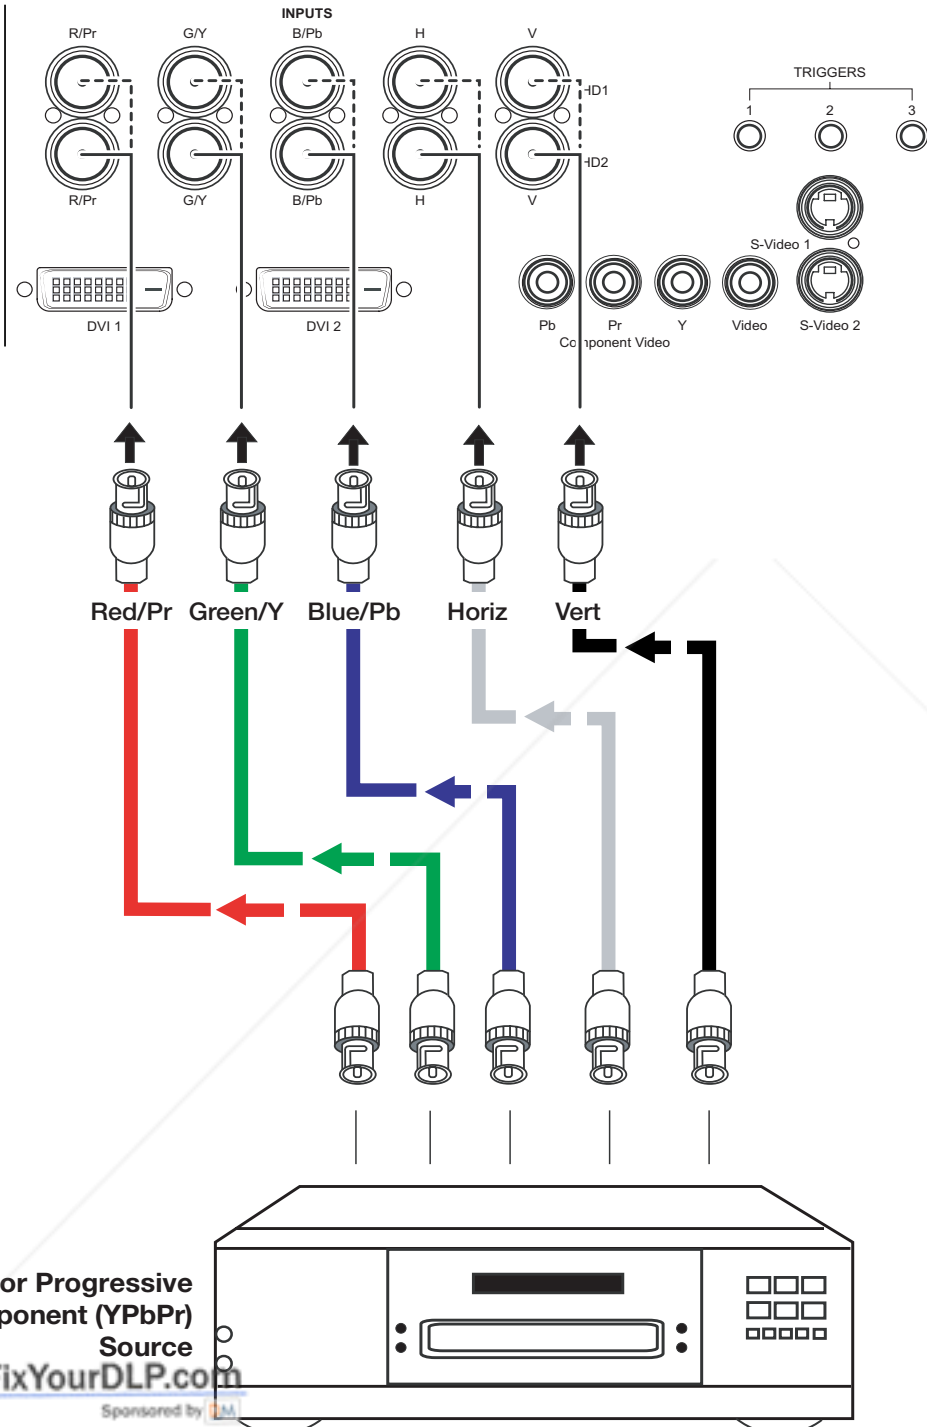 INPUTS
R/Pr G/Y B/Pb H V
HD1
TRIGGERS
1 2 3
HD2
R/Pr G/Y B/Pb H V
S-Video 1
DVI 1 DVI 2
Pb Pr Y Video S-Video 2
Component Video
Red/Pr Green/Y Blue/Pb Horiz Vert
or Progressive
ponent (YPbPr)
Source
FixYourDLP.com
Sponsored by